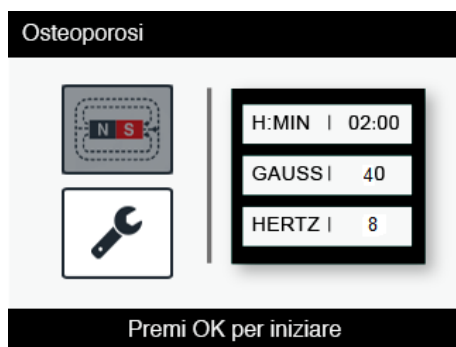 Osteoporosi
N S
H:MIN | 02:00
GAUSS | 40
HERTZ | 8
Premi OK per iniziare